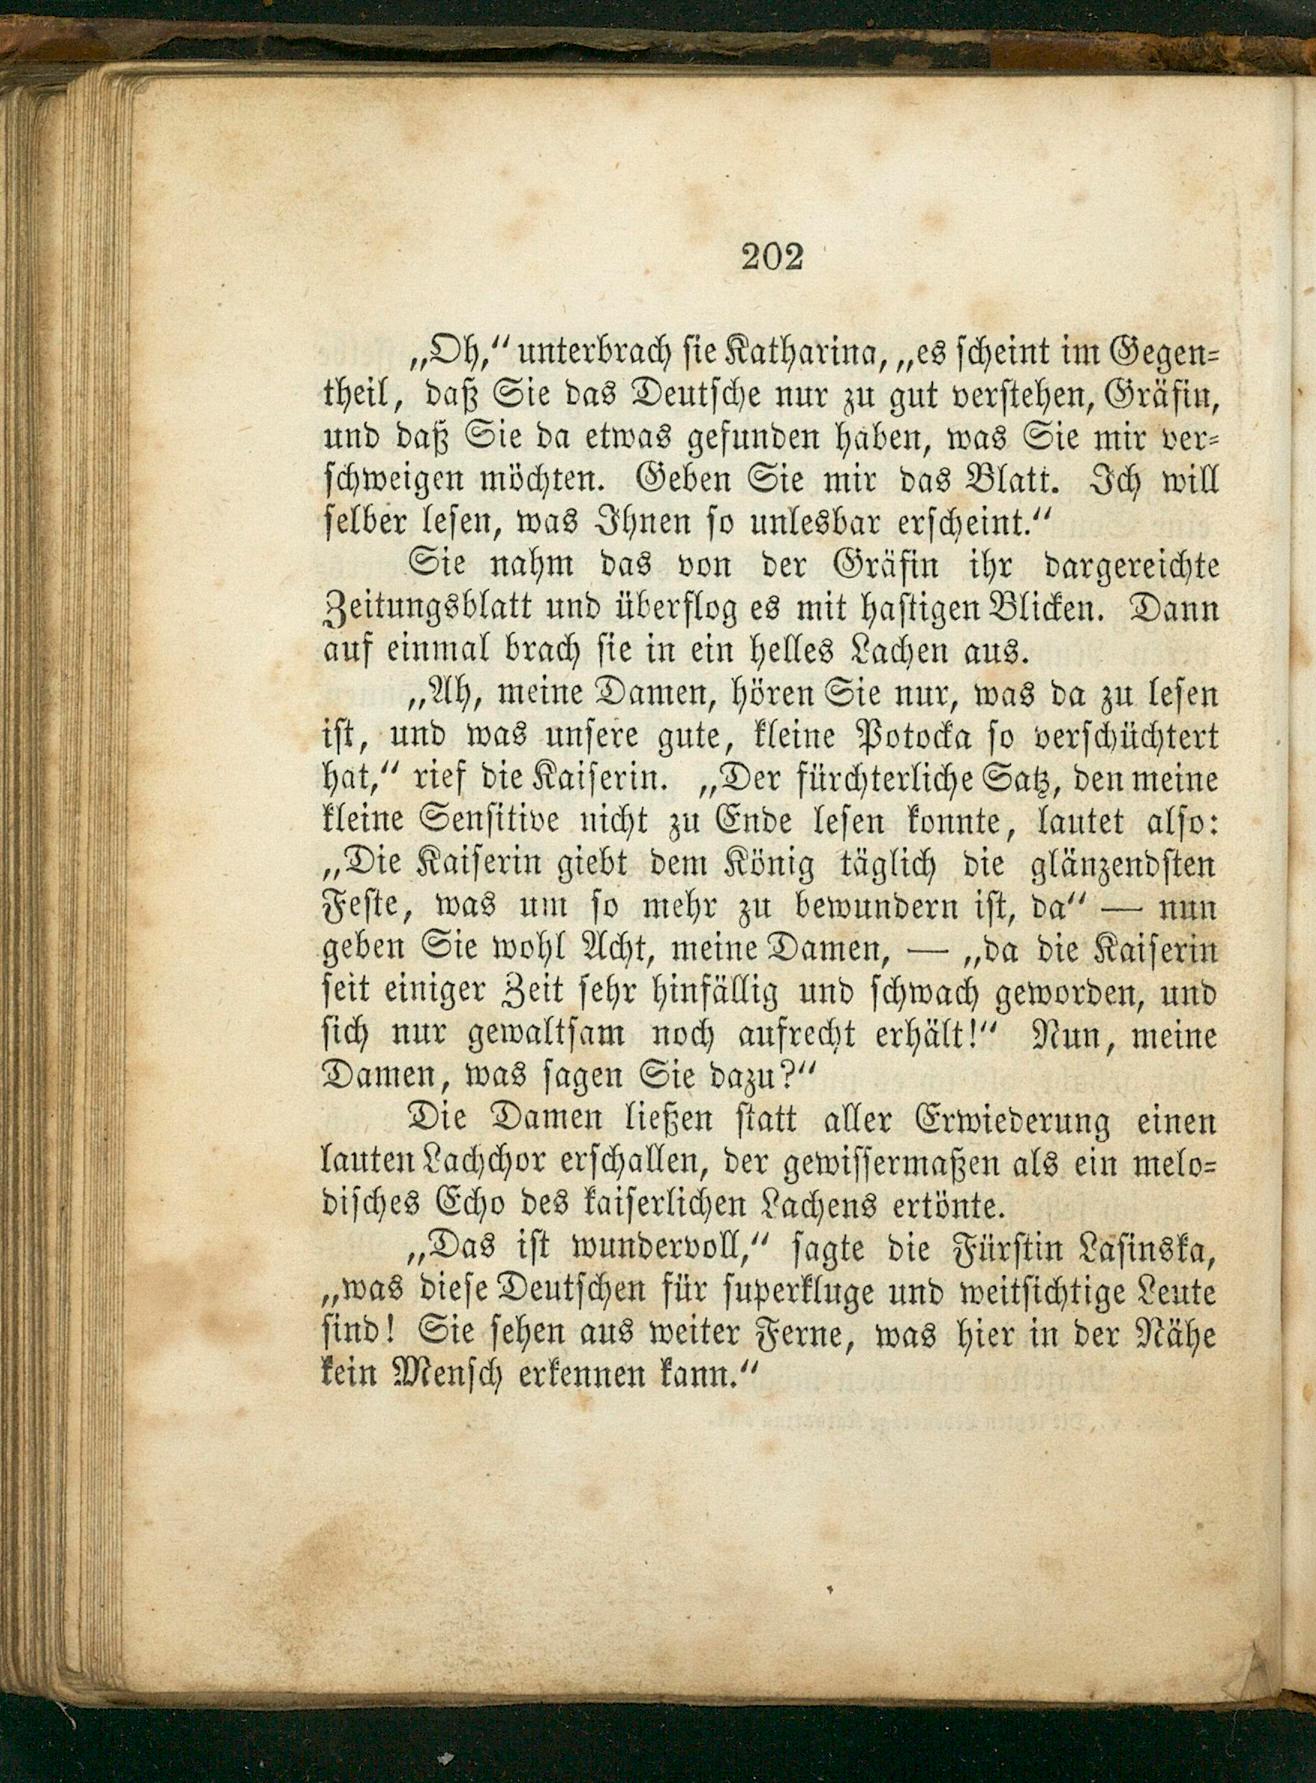 202
„Oh,“ unterbrach sie Katharina, „es scheint im Gegen-
theil, daß Sie das Deutsche nur zu gut verstehen, Gräfin,
und daß Sie da etwas gefunden haben, was Sie mir ver-
schweigen möchten. Geben Sie mir das Blatt. Ich will
selber lesen, was Ihnen so unlesbar erscheint.“
Sie nahm das von der Gräfin ihr dargereichte
Zeitungsblatt und überflog es mit hastigen Blicken. Dann
auf einmal brach sie in ein helles Lachen aus.
„Ah, meine Damen, hören Sie nur, was da zu lesen
ist, und was unsere gute, kleine Potocka so verschüchtert
hat,“ rief die Kaiserin. „Der fürchterliche Satz, den meine
kleine Sensitive nicht zu Ende lesen konnte, lautet also:
„Die Kaiserin giebt dem König täglich die glänzendsten
Feste, was um so mehr zu bewundern ist, da“ — nun
geben Sie wohl Acht, meine Damen, — „da die Kaiserin
seit einiger Zeit sehr hinfällig und schwach geworden, und
sich nur gewaltsam noch aufrecht erhält!“ Nun, meine
Damen, was sagen Sie dazu?“
Die Damen ließen statt aller Erwiederung einen
lauten Lachchor erschallen, der gewissermaßen als ein melo-
disches Echo des kaiserlichen Lachens ertönte.
„Das ist wundervoll,“ sagte die Fürstin Lasinska,
„was diese Deutschen für superkluge und weitsichtige Leute
sind! Sie sehen aus weiter Ferne, was hier in der Nähe
kein Mensch erkennen kann.“